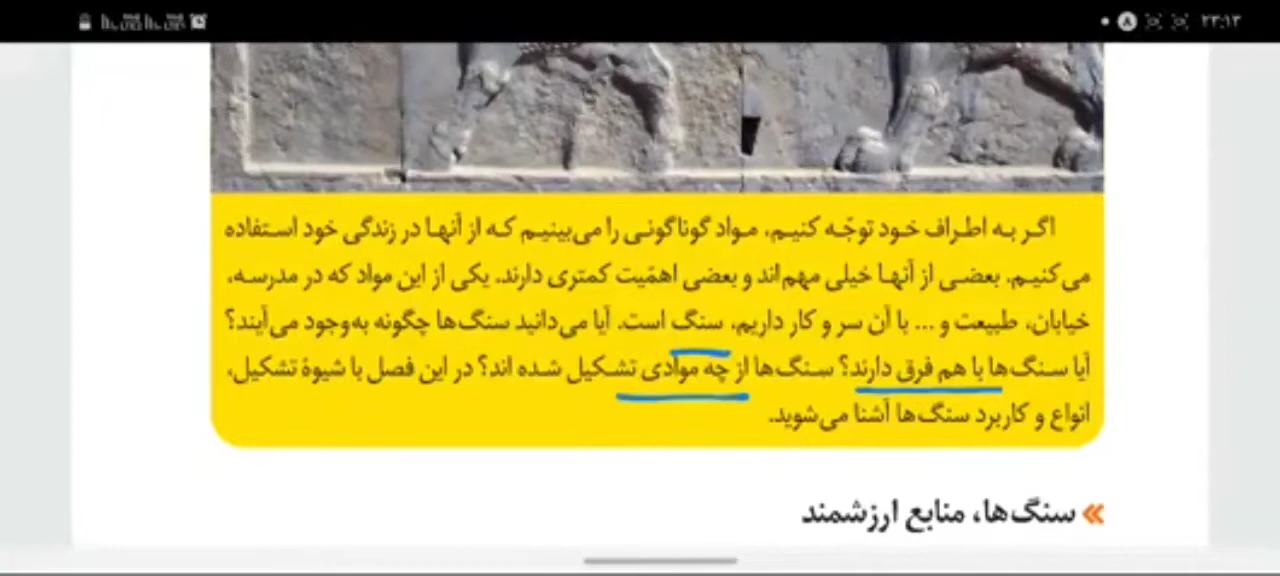 ۲۳:۱۳
اگر به اطراف خود توجّه کنیم، مواد گوناگونی را می‌بینیم که از آنها در زندگی خود استفاده
می‌کنیم. بعضی از آنها خیلی مهم‌اند و بعضی اهمّیت کمتری دارند. یکی از این مواد که در مدرسه،
خیابان، طبیعت و ... با آن سر و کار داریم، سنگ است. آیا می‌دانید سنگ‌ها چگونه به‌وجود می‌آیند؟
آیا سنگ‌ها با هم فرق دارند؟ سنگ‌ها از چه موادی تشکیل شده اند؟ در این فصل با شیوهٔ تشکیل،
انواع و کاربرد سنگ‌ها آشنا می‌شوید.
» سنگ‌ها، منابع ارزشمند